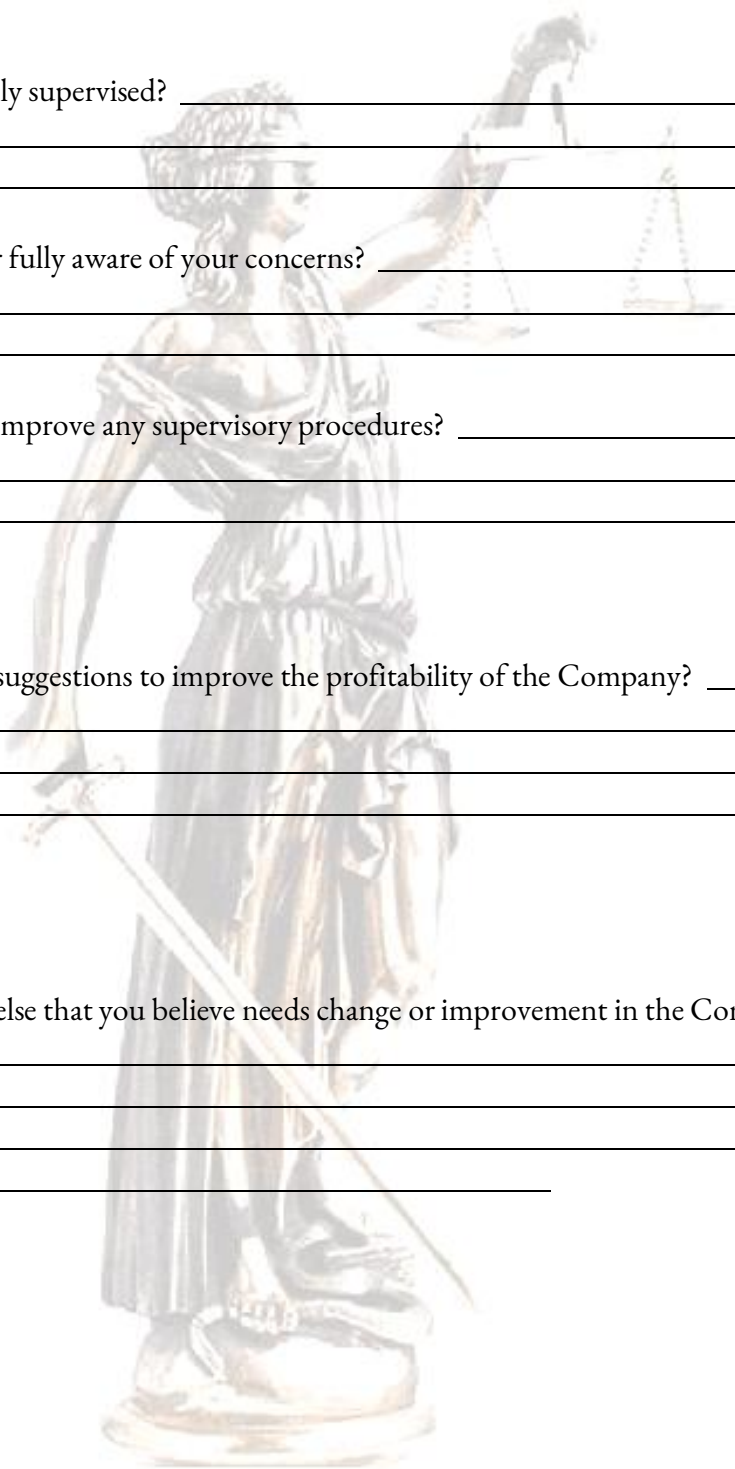 ly supervised?
fully aware of your concerns?
mprove any supervisory procedures?
suggestions to improve the profitability of the Company?
else that you believe needs change or improvement in the Co